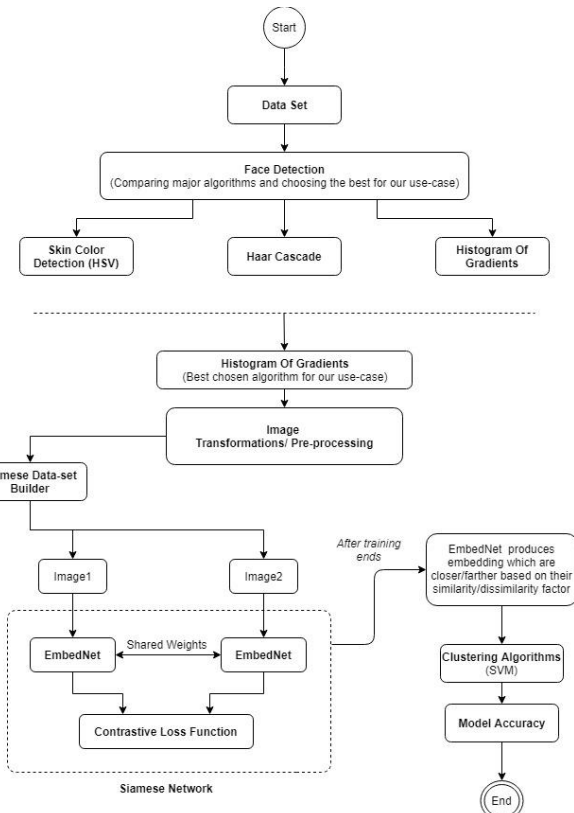 Start
Data Set
Face Detection
(Comparing major algorithms and choosing the best for our use-case)
Skin Color
Detection (HSV)
Haar Cascade
Histogram Of
Gradients
Histogram Of Gradients
(Best chosen algorithm for our use-case)
Image
Transformations/ Pre-processing
mese Data-set
Builder
Image1
Image2
After training
ends
EmbedNet produces
embedding which are
closer/farther based on their
similarity/dissimilarity factor
EmbedNet
Shared Weights
EmbedNet
Contrastive Loss Function
Siamese Network
Clustering Algorithms
(SVM)
Model Accuracy
End